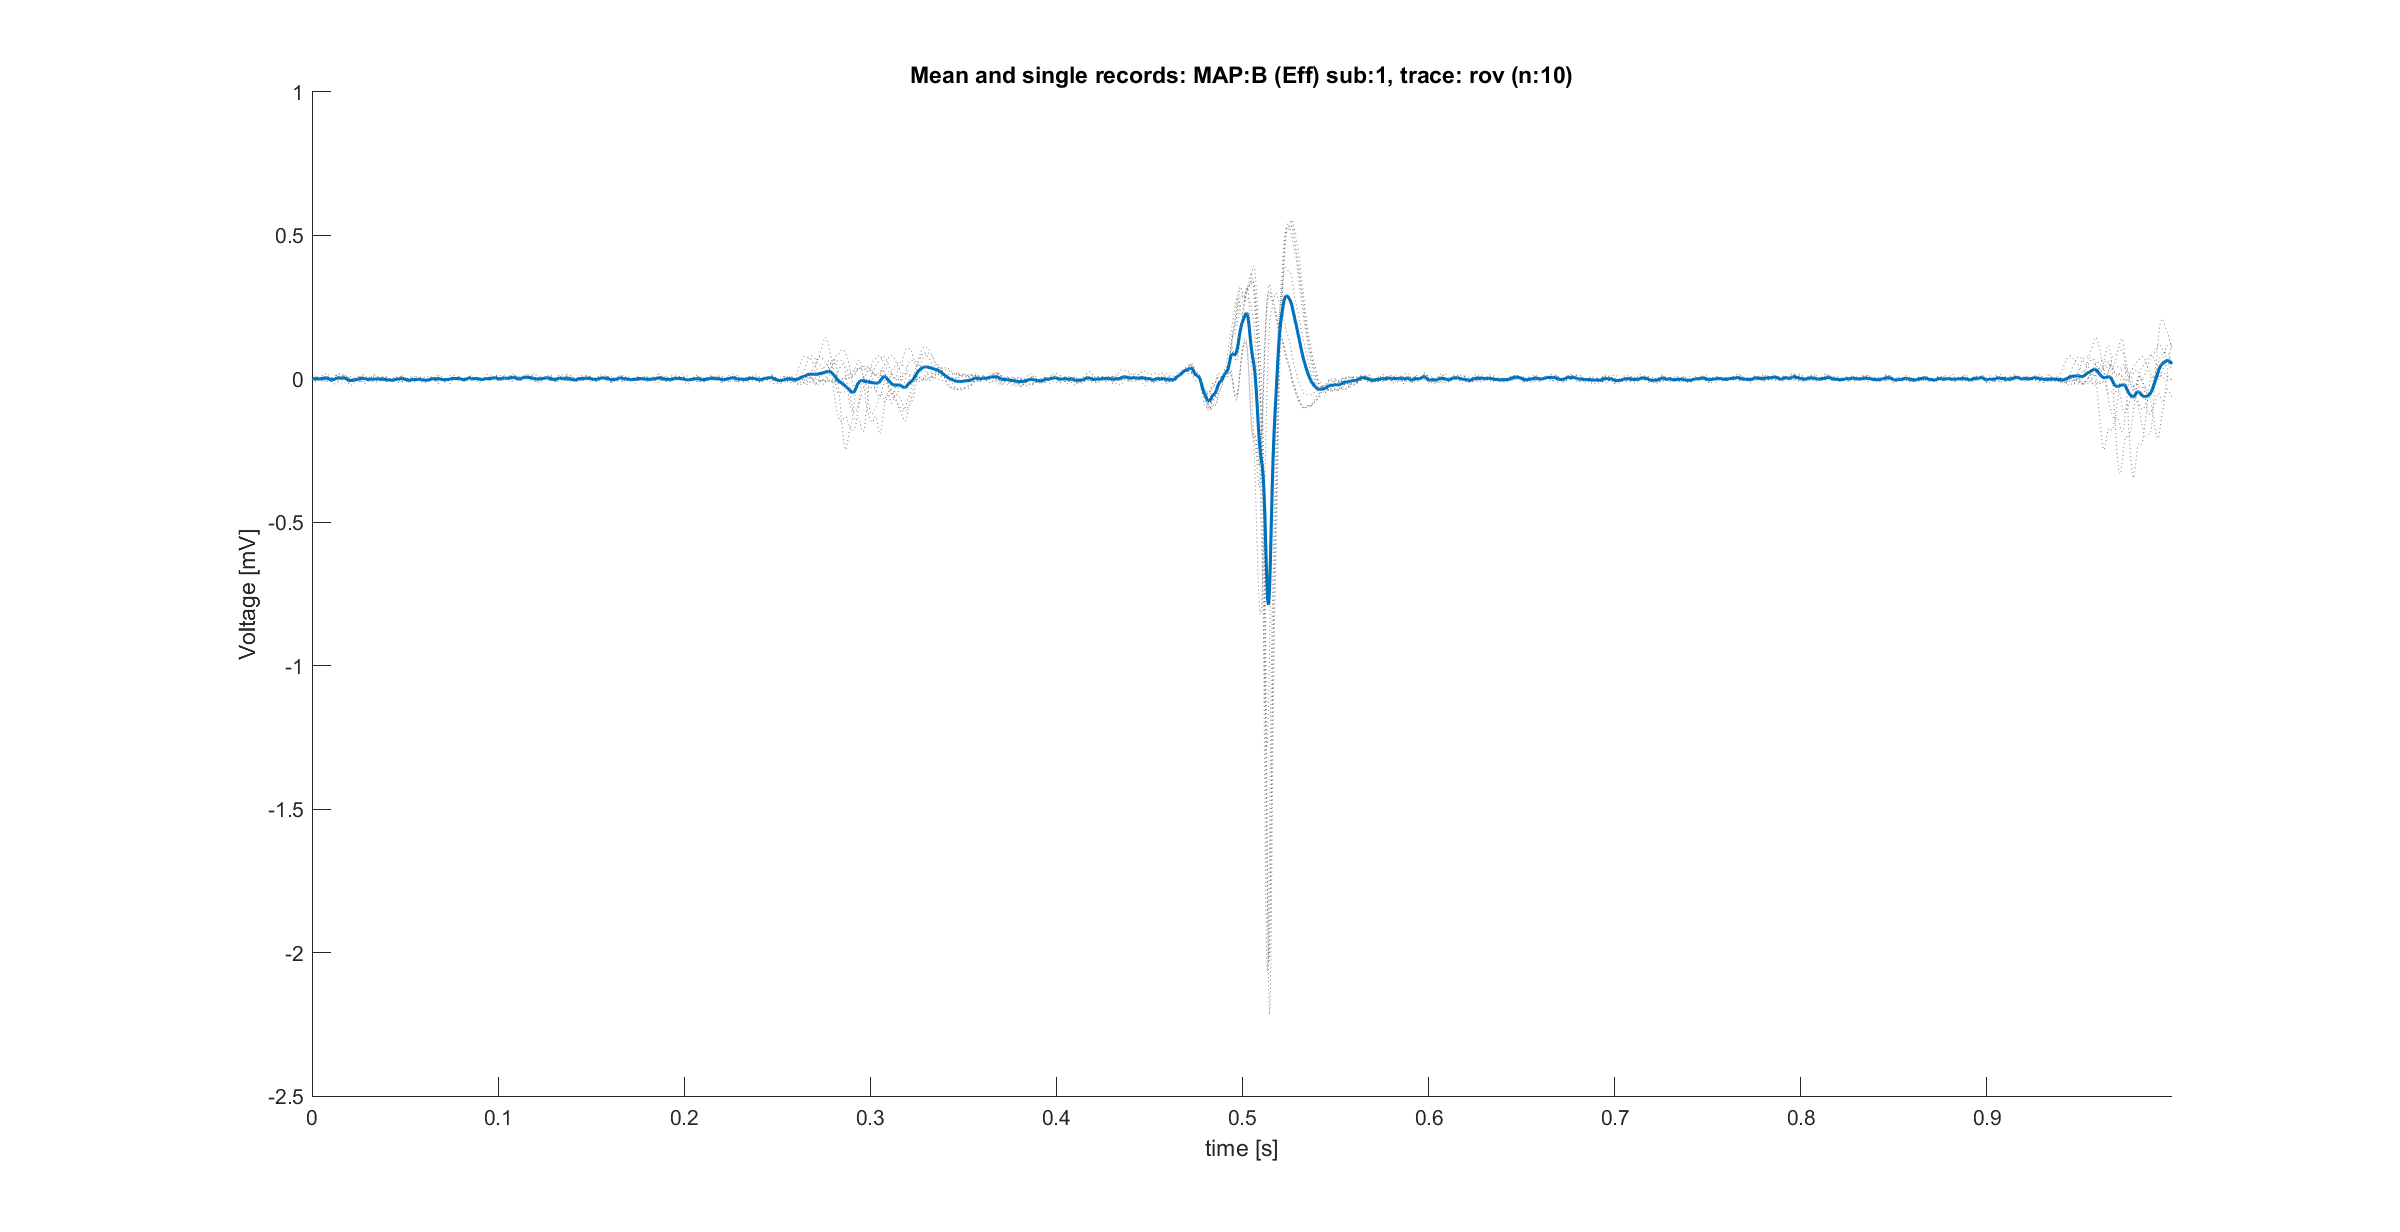 Mean and single records: MAP:B (Eff) sub:1, trace: rov (n:10)
1
0.5
0
-0.5
-1
-1.5
-2
-2.5
Voltage [mV]
0 0.1 0.2 0.3 0.4 0.5 0.6 0.7 0.8 0.9
time [s]